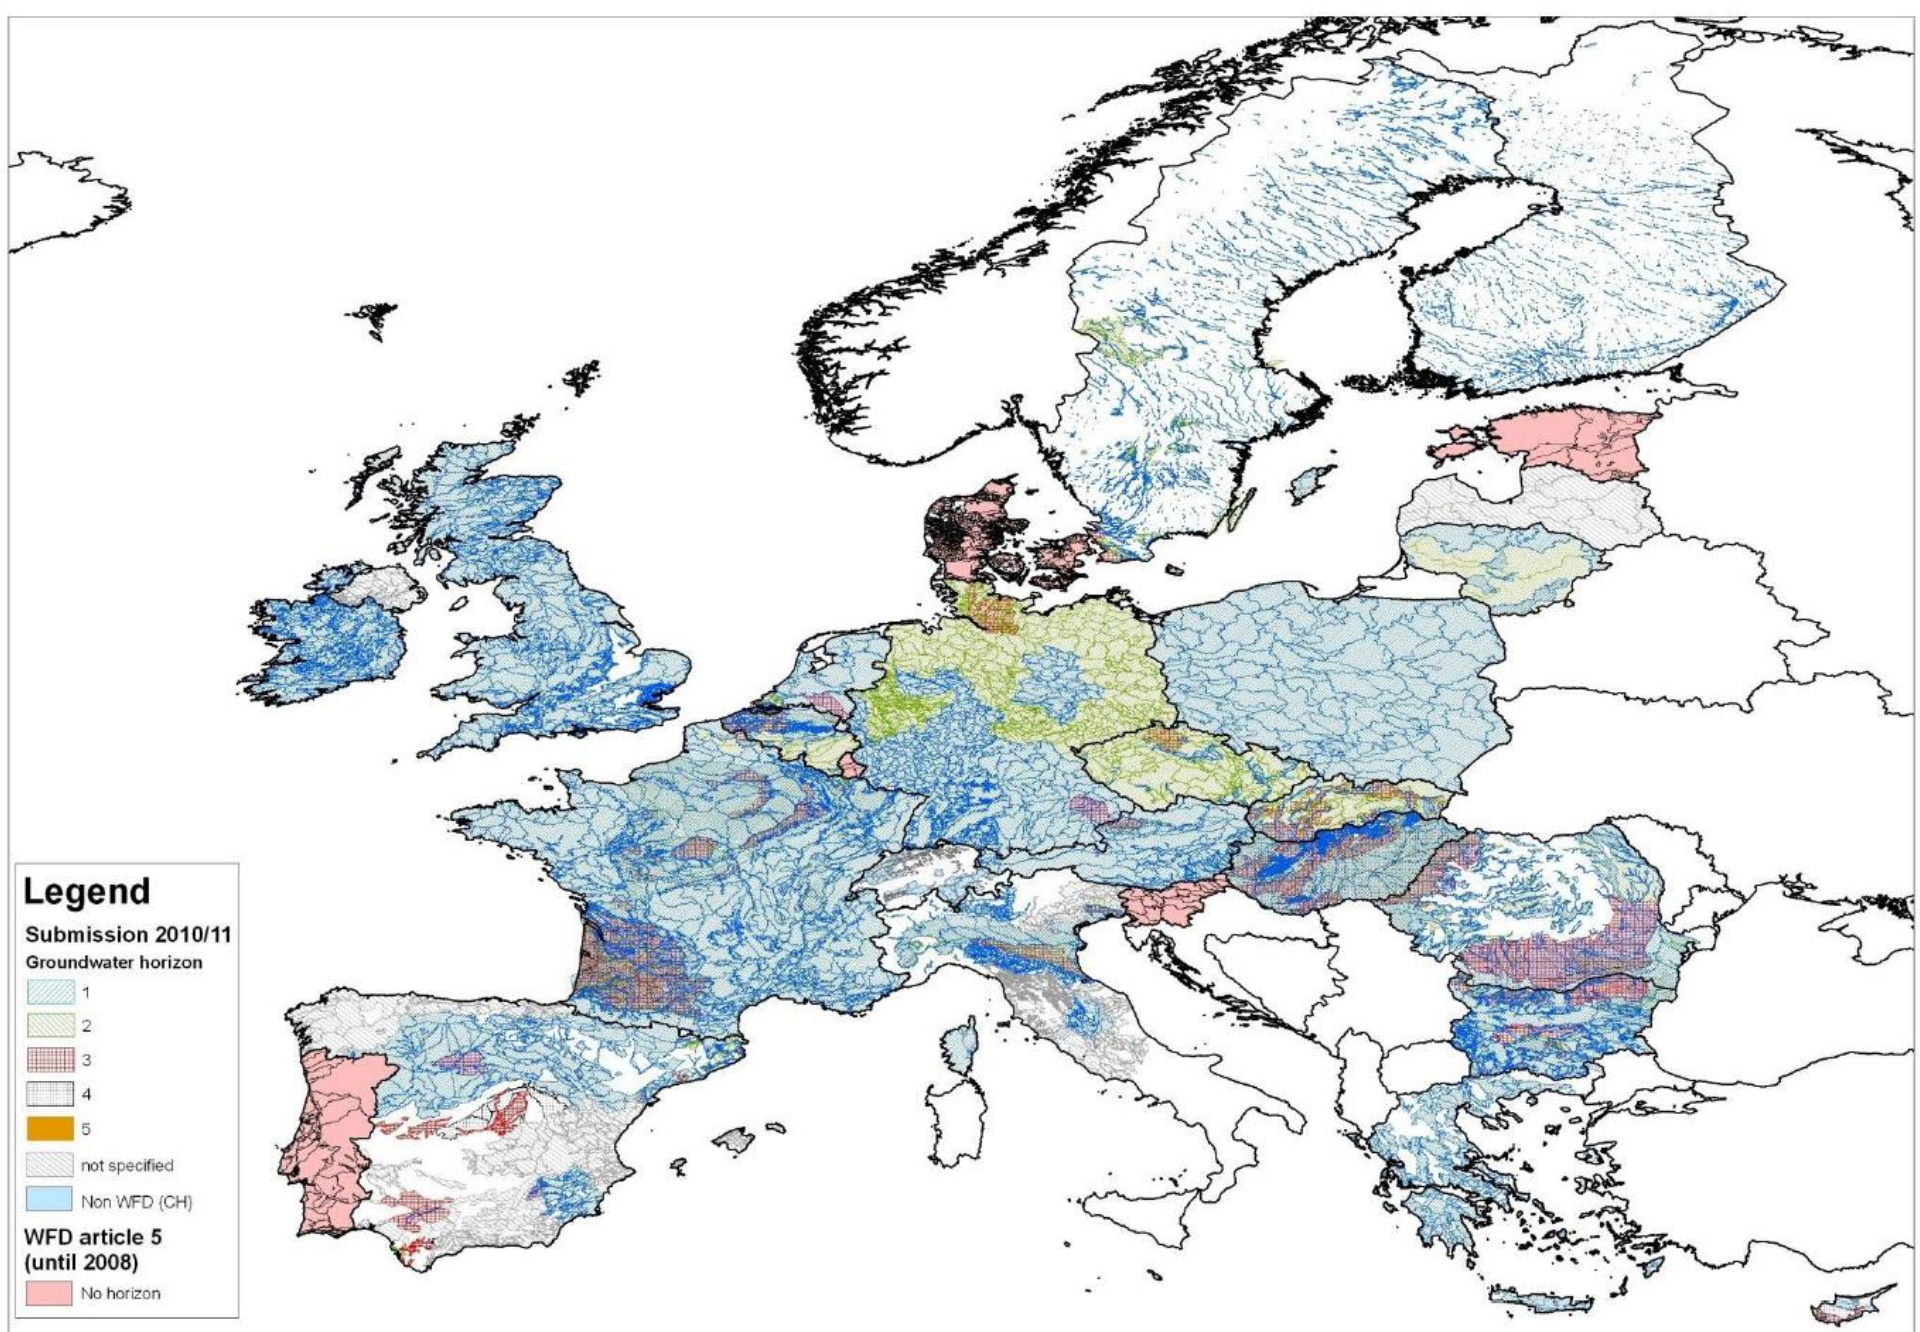 Legend
Submission 2010/11
Groundwater horizon
1
2
3
4
5
not specified
Non WFD (CH)
WFD article 5
(until 2008)
No horizon